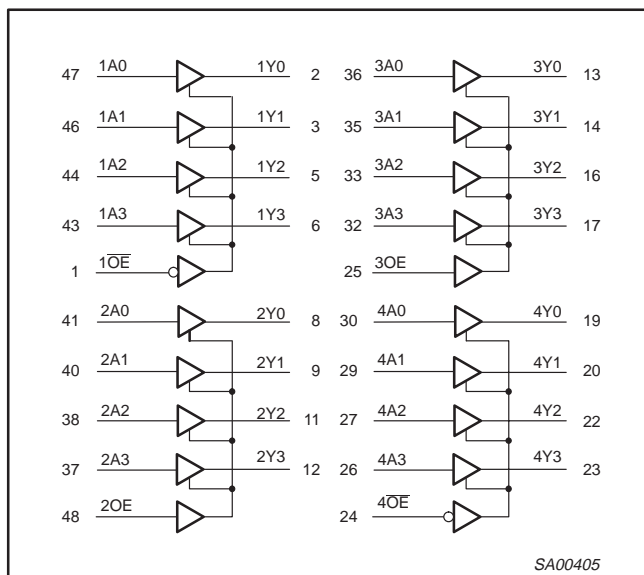 47 1A0 1Y0 2 36 3A0 3Y0 13
46 1A1 1Y1 3 35 3A1 3Y1 14
44 1A2 1Y2 5 33 3A2 3Y2 16
43 1A3 1Y3 6 32 3A3 3Y3 17
1 1O̅E̅ 25 3OE
41 2A0 2Y0 8 30 4A0 4Y0 19
40 2A1 2Y1 9 29 4A1 4Y1 20
38 2A2 2Y2 11 27 4A2 4Y2 22
37 2A3 2Y3 12 26 4A3 4Y3 23
48 2OE 24 4O̅E̅
SA00405